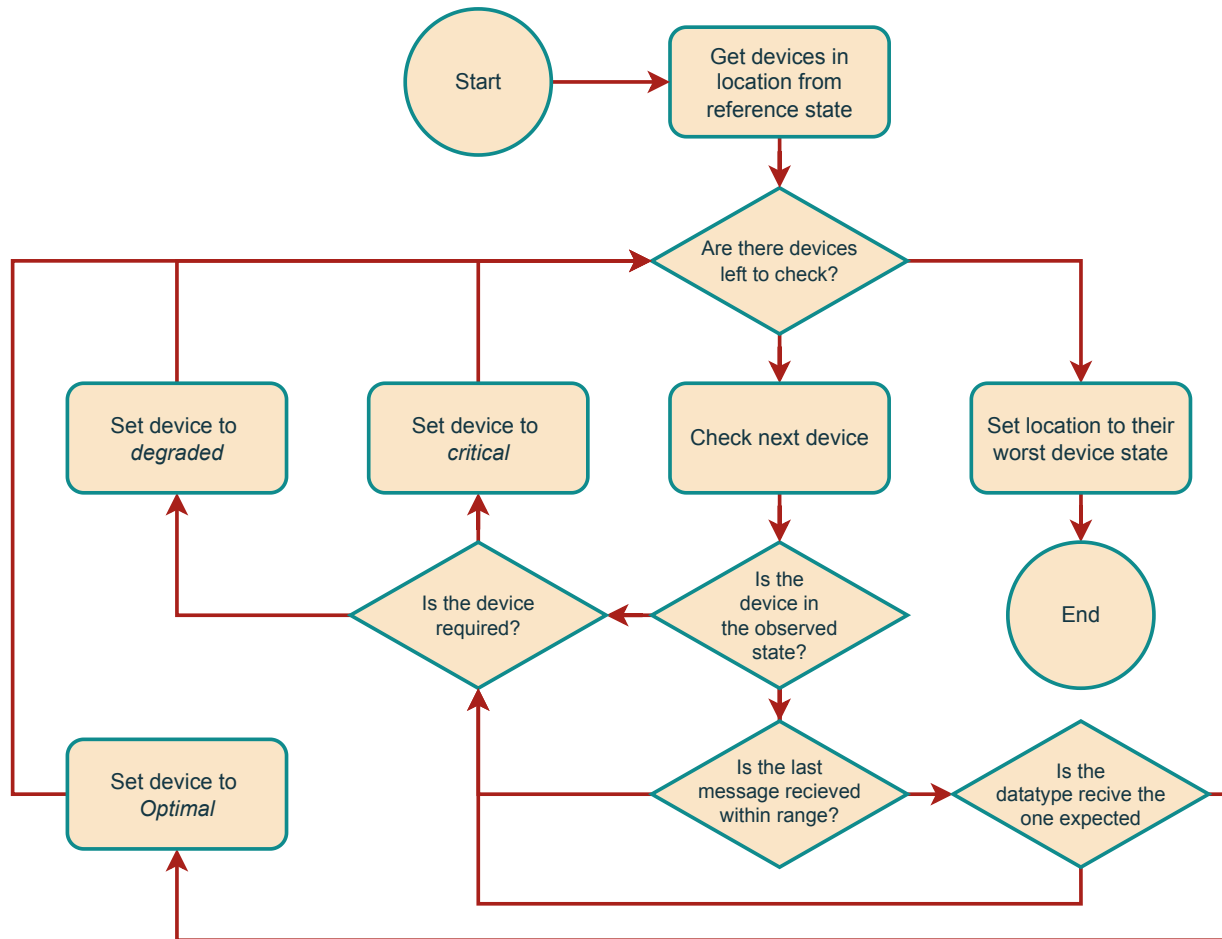 Start
Get devices in
location from
reference state
Are there devices
left to check?
Set device to
degraded
Set device to
critical
Check next device
Set location to their
worst device state
Is the device
required?
Is the
device in
the observed
state?
End
Set device to
Optimal
Is the last
message recieved
within range?
Is the
datatype recive the
one expected